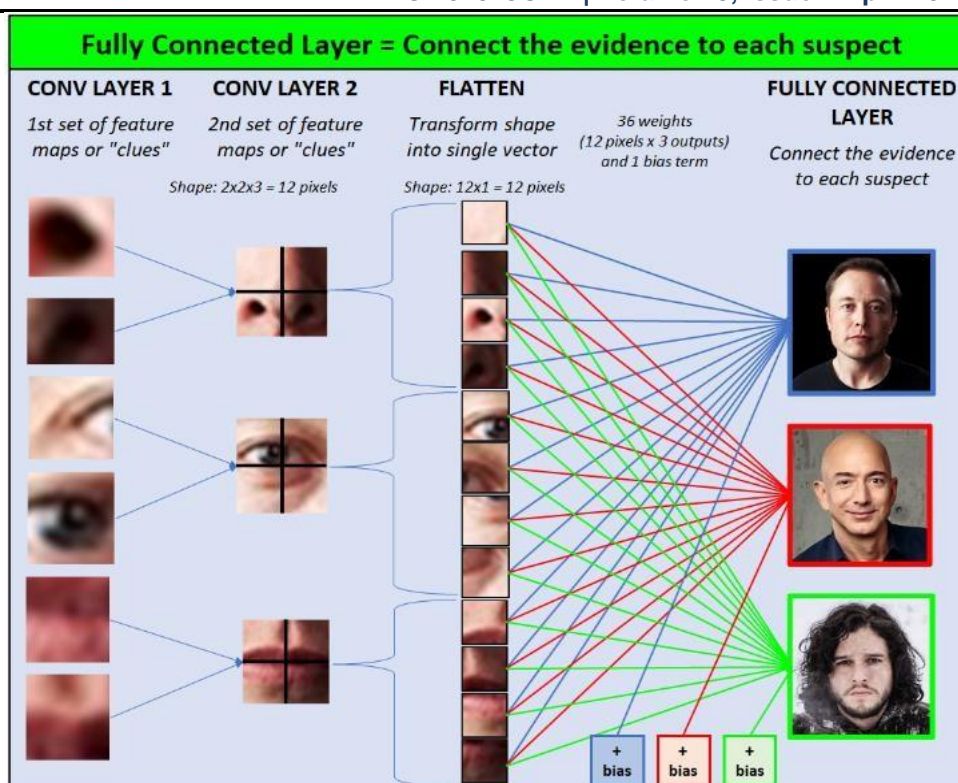 Fully Connected Layer = Connect the evidence to each suspect
CONV LAYER 1
1st set of feature
maps or "clues"
CONV LAYER 2
2nd set of feature
maps or "clues"
Shape: 2x2x3 = 12 pixels
FLATTEN
Transform shape
into single vector
Shape: 12x1 = 12 pixels
36 weights
(12 pixels x 3 outputs)
and 1 bias term
FULLY CONNECTED
LAYER
Connect the evidence
to each suspect
+
bias
+
bias
+
bias